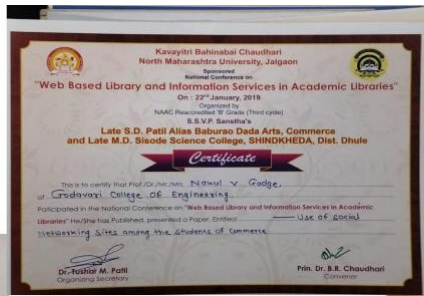 Kavayitri Bahinabai Chaudhari
North Maharashtra University, Jalgaon
Sponsored
National Conference on
"Web Based Library and Information Services in Academic Libraries"
On : 22nd January, 2019
Organized by
NAAC Reaccredited 'B' Grade (Third cycle)
S.S.V.P. Sanstha's
Late S.D. Patil Alias Baburao Dada Arts, Commerce
and Late M.D. Sisode Science College, SHINDKHEDA, Dist. Dhule
Certificate
This is to certify that Prof./Dr./Mr./Ms. Nakul V. Gadge,
of Godavari College Of Engineering.
Participated in the National Conference on "Web Based Library and Information Services in Academic
Libraries" He/She has Published, presented a Paper, Entitled Use of social
Networking Sites among the Students of Commerce
Dr. Tushar M. Patil
Organizing Secretary
Prin. Dr. B.R. Chaudhari
Convener